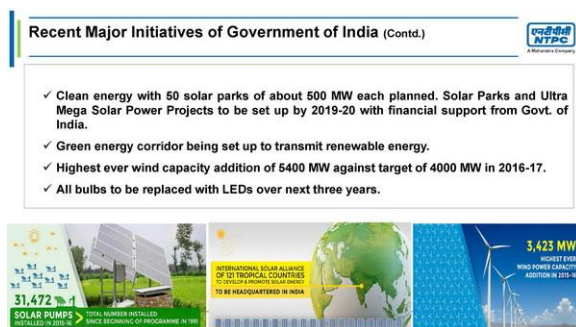 Recent Major Initiatives of Government of India (Contd.)
एनटीपीसी
NTPC
A Maharatna Company
✓ Clean energy with 50 solar parks of about 500 MW each planned. Solar Parks and Ultra
Mega Solar Power Projects to be set up by 2019-20 with financial support from Govt. of
India.
✓ Green energy corridor being set up to transmit renewable energy.
✓ Highest ever wind capacity addition of 5400 MW against target of 4000 MW in 2016-17.
✓ All bulbs to be replaced with LEDs over next three years.
31,472
SOLAR PUMPS
INSTALLED IN 2015-16
TOTAL NUMBER INSTALLED
SINCE BEGINNING OF PROGRAMME IN 1991
INTERNATIONAL SOLAR ALLIANCE
OF 121 TROPICAL COUNTRIES
TO DEVELOP & PROMOTE SOLAR ENERGY
TO BE HEADQUARTERED IN INDIA
3,423 MW
HIGHEST EVER
WIND POWER CAPACITY
ADDITION IN 2015-16